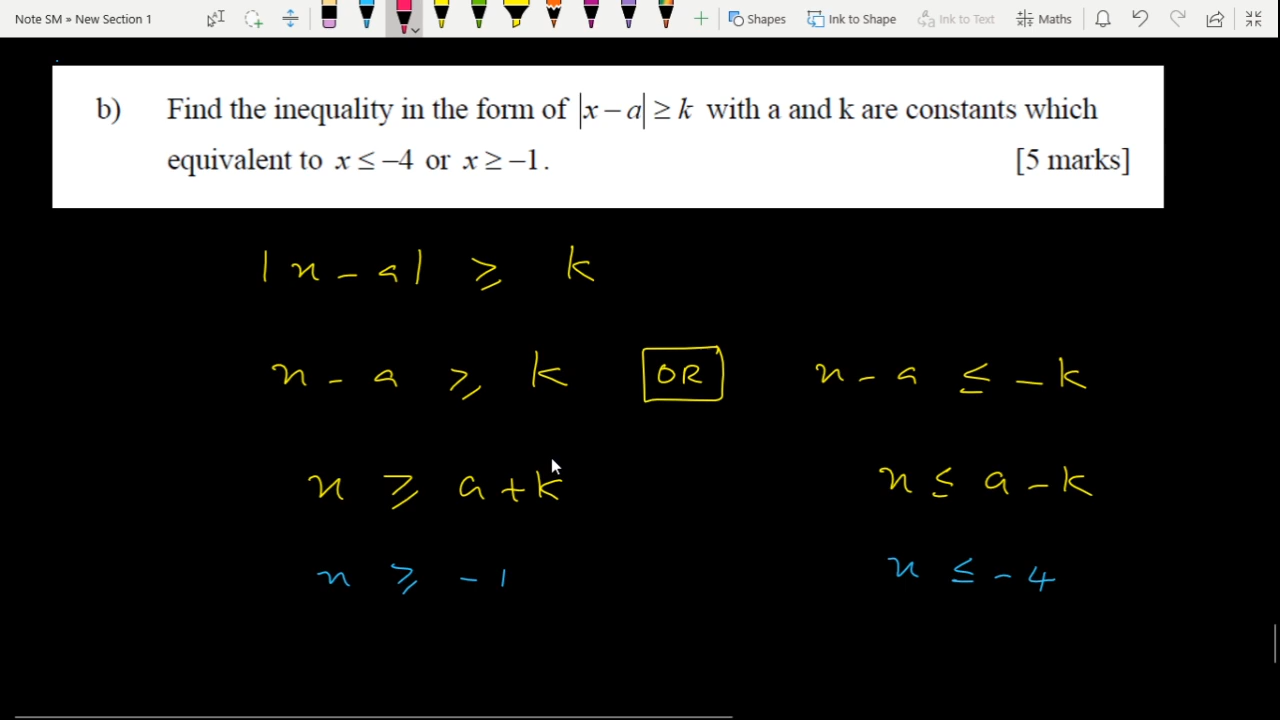 Note SM » New Section 1
Shapes Ink to Shape Ink to Text Maths
b) Find the inequality in the form of |x − a| ≥ k with a and k are constants which
equivalent to x ≤ −4 or x ≥ −1. [5 marks]
|x − a| ≥ k
x − a ≥ k OR x − a ≤ −k
x ≥ a + k x ≤ a − k
x ≥ −1 x ≤ −4